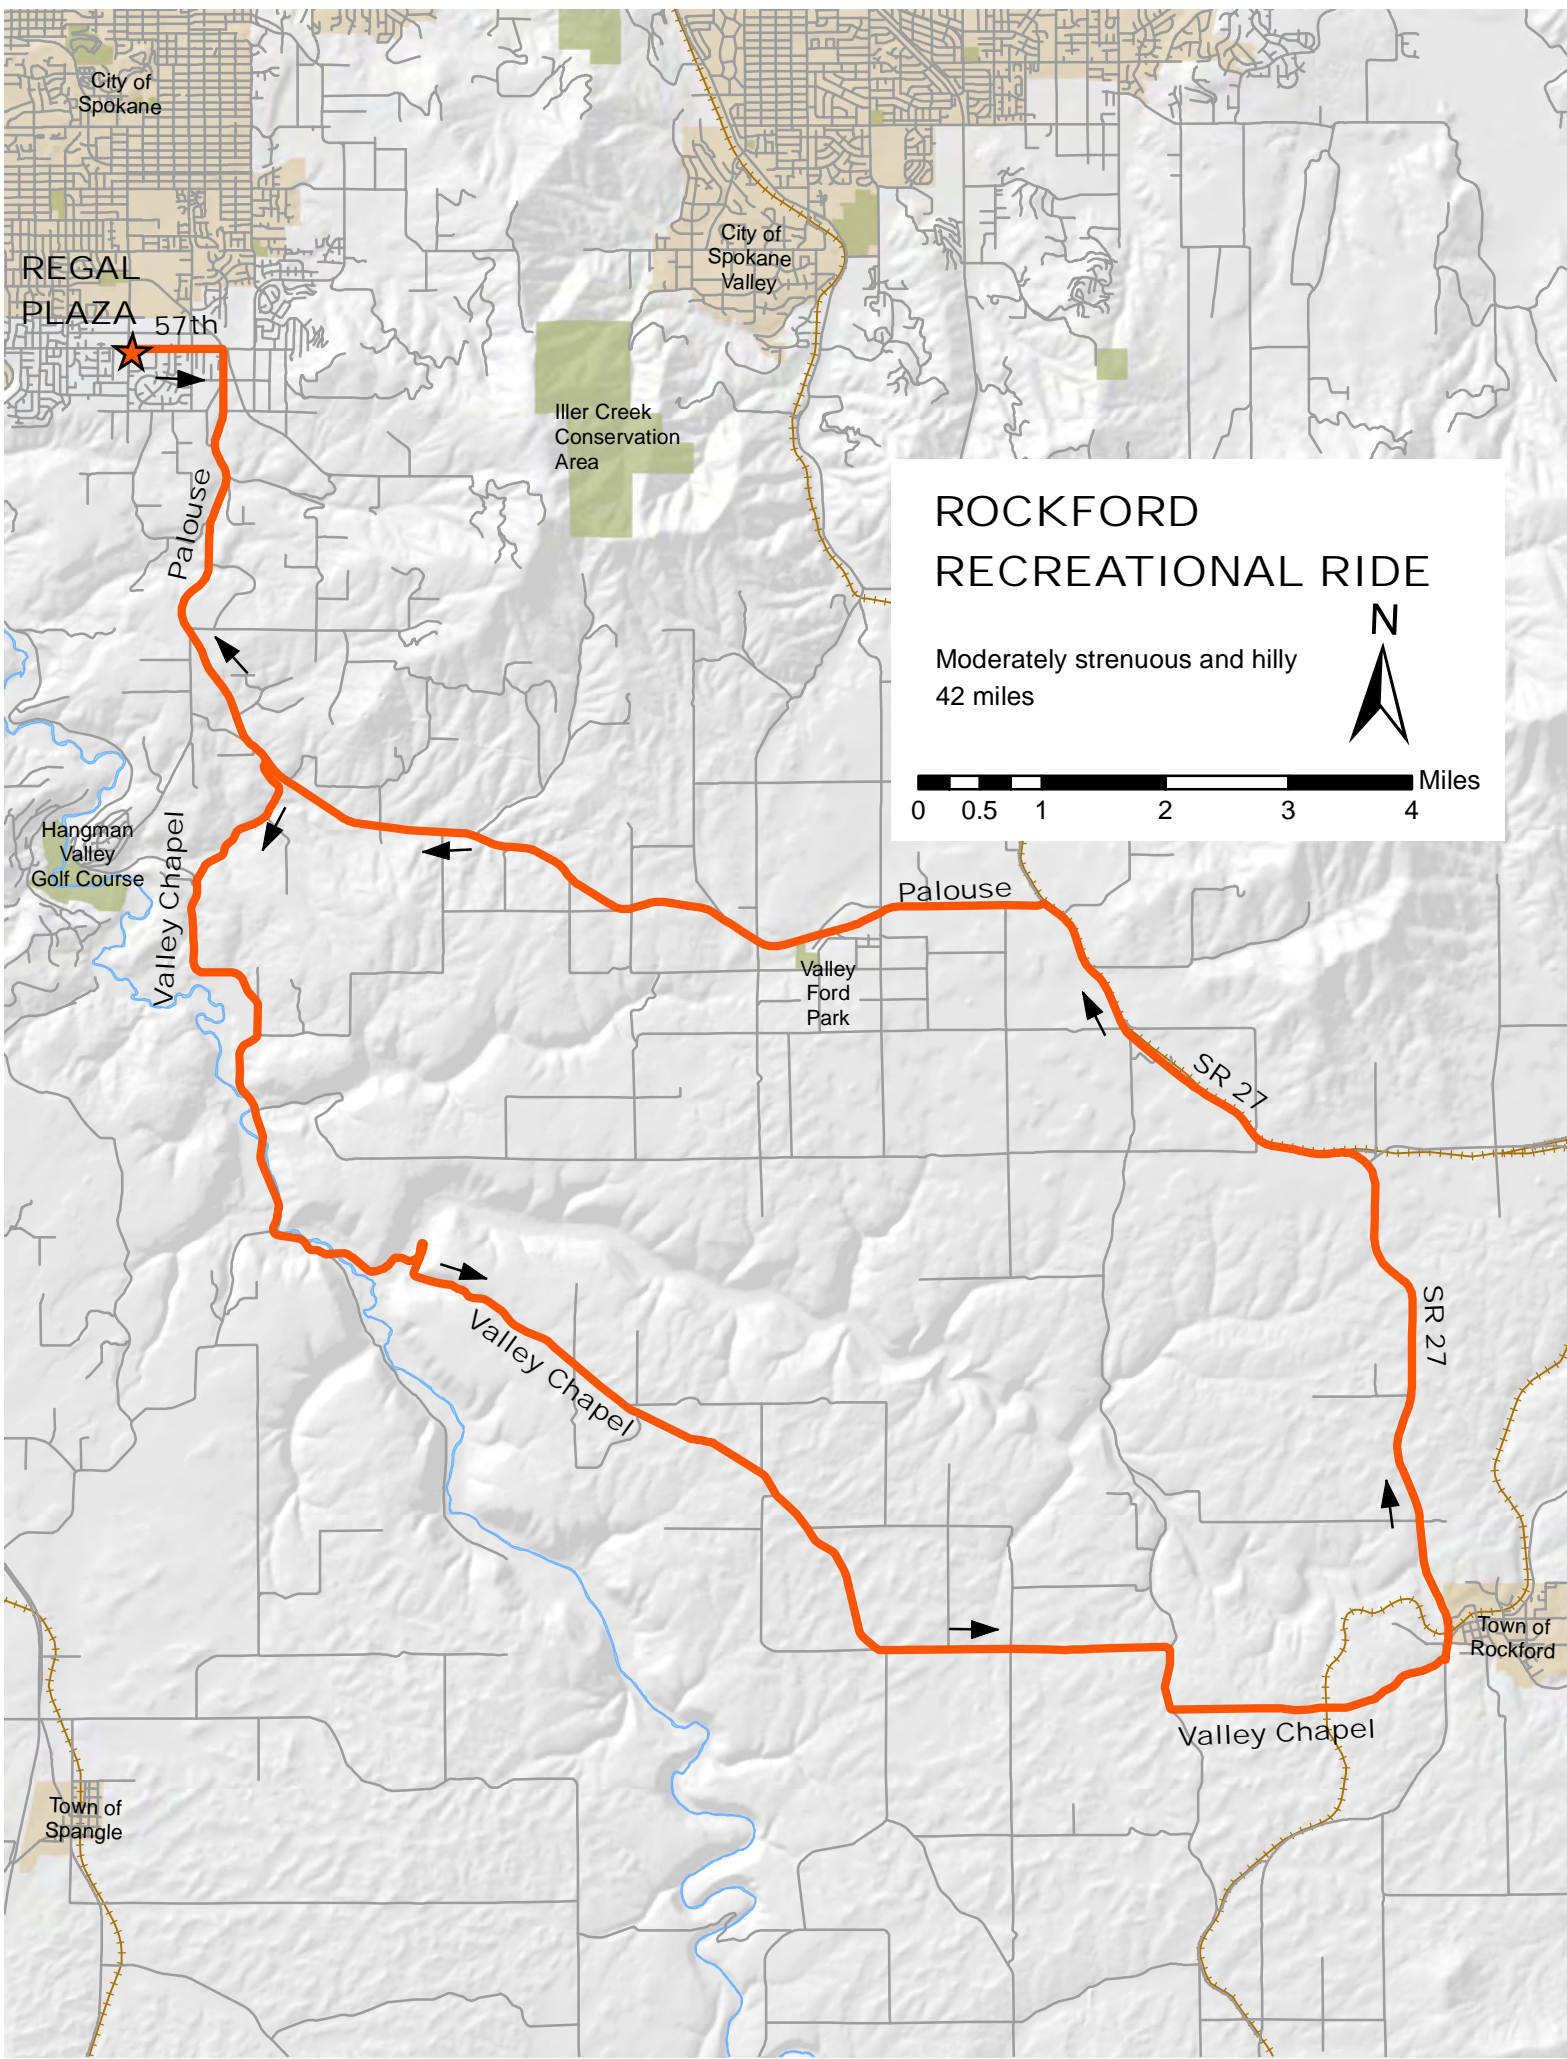 City of
Spokane
City of
Spokane
Valley
REGAL
PLAZA
57th
Iller Creek
Conservation
Area
Palouse
ROCKFORD
RECREATIONAL RIDE
N
Moderately strenuous and hilly
42 miles
Miles
0 0.5 1 2 3 4
Hangman
Valley
Golf Course
Valley Chapel
Palouse
Valley
Ford
Park
SR 27
SR 27
Valley Chapel
Town of
Rockford
Valley Chapel
Town of
Spangle